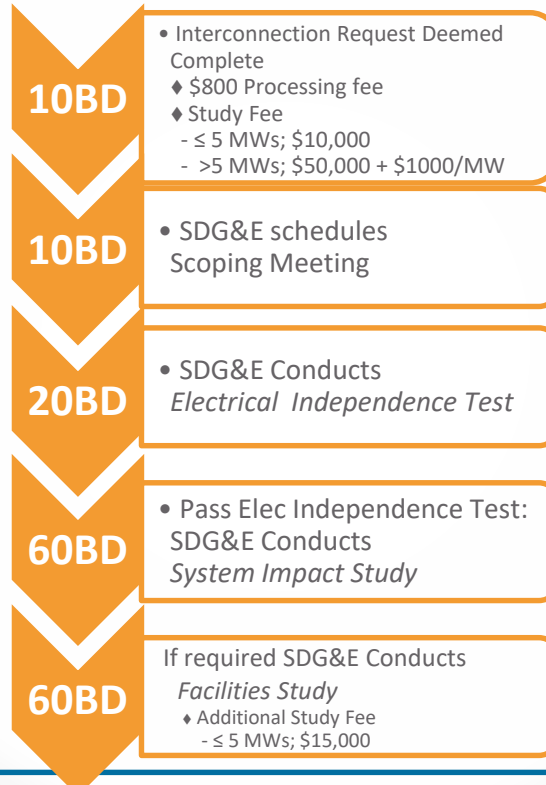 10BD
• Interconnection Request Deemed
Complete
♦ $800 Processing fee
♦ Study Fee
- ≤ 5 MWs; $10,000
- >5 MWs; $50,000 + $1000/MW
10BD
• SDG&E schedules
Scoping Meeting
20BD
• SDG&E Conducts
Electrical Independence Test
60BD
• Pass Elec Independence Test:
SDG&E Conducts
System Impact Study
60BD
If required SDG&E Conducts
Facilities Study
♦ Additional Study Fee
- ≤ 5 MWs; $15,000